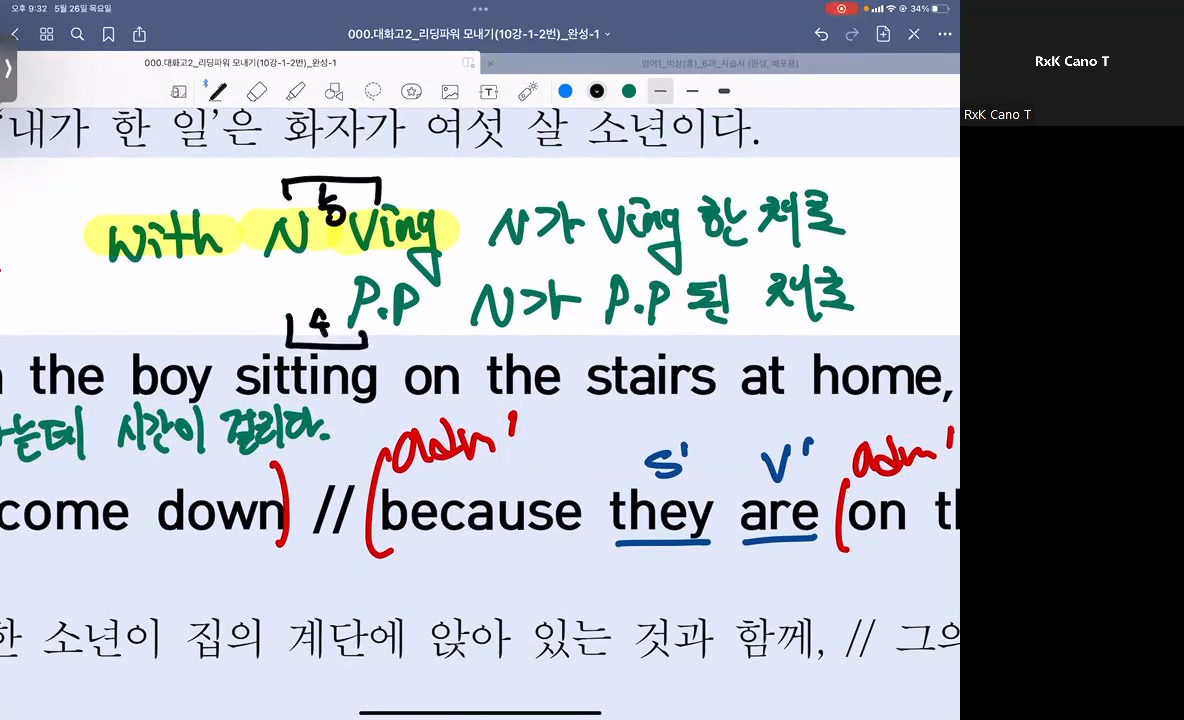 오후 9:32 5월 26일 목요일
34%
000.대화고2_리딩파워 모내기(10강-1-2번)_완성-1
000.대화고2_리딩파워 모내기(10강-1-2번)_완성-1
영어1_비상(홍)_6과_자습서 (완성, 배포용)
RxK Cano T
RxK Cano T
'내가 한 일'은 화자가 여섯 살 소년이다.
능
with N Ving N가 Ving 한 채로
P.P N가 P.P 된 채로
수
the boy sitting on the stairs at home,
는데 시간이 걸리다.
adm' s' v' adm'
come down) // (because they are (on th
한 소년이 집의 계단에 앉아 있는 것과 함께, // 그의